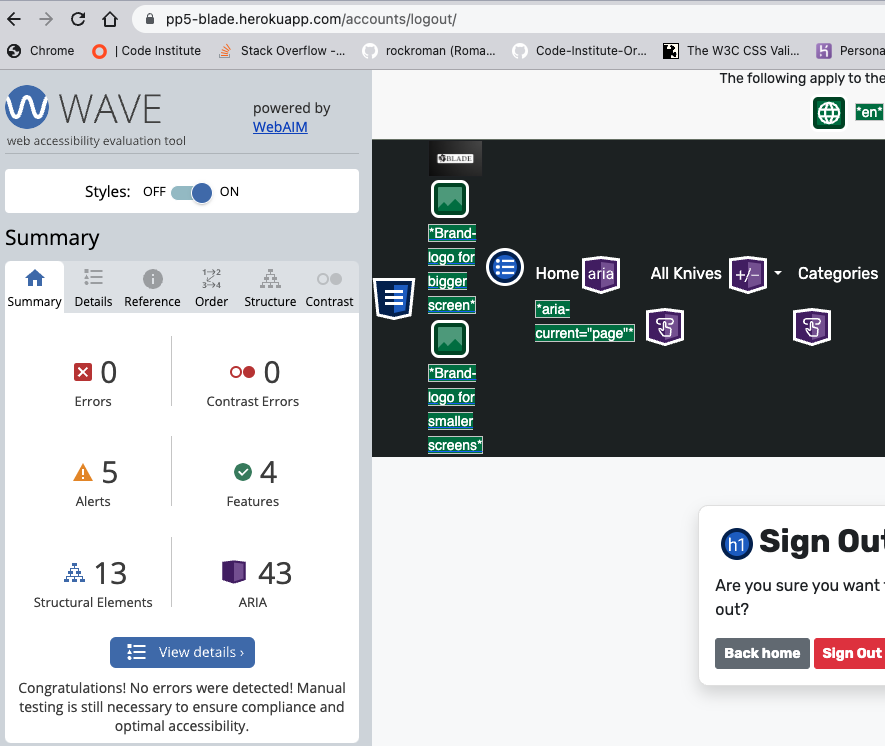 pp5-blade.herokuapp.com/accounts/logout/
Chrome | Code Institute Stack Overflow -... rockroman (Roma... Code-Institute-Or... The W3C CSS Vali... Persona
WAVE
powered by
WebAIM
web accessibility evaluation tool
Styles: OFF ON
Summary
Summary Details Reference Order Structure Contrast
0
Errors
0
Contrast Errors
5
Alerts
4
Features
13
Structural Elements
43
ARIA
View details ›
Congratulations! No errors were detected! Manual
testing is still necessary to ensure compliance and
optimal accessibility.
The following apply to the
*en*
BLADE
*Brand-
logo for
bigger
screen*
*Brand-
logo for
smaller
screens*
Home aria All Knives +/- Categories
*aria-
current="page"*
h1 Sign Out
Are you sure you want
out?
Back home Sign Out